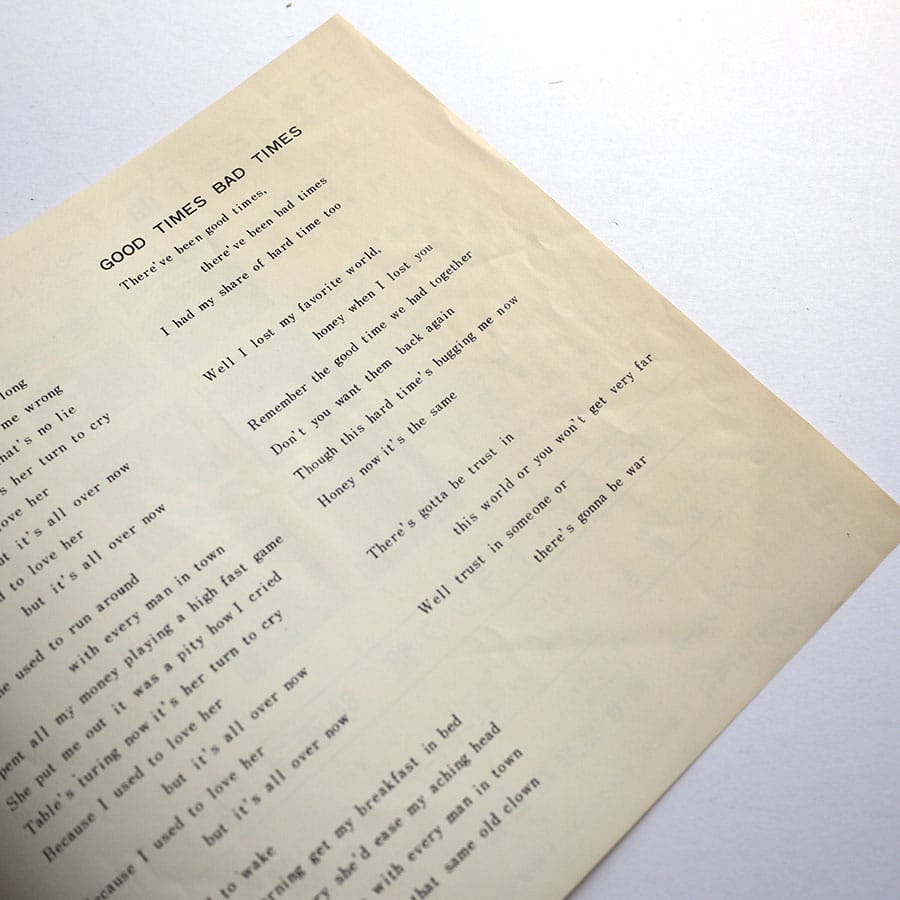 GOOD TIMES BAD TIMES
There've been good times,
there've been bad times
I had my share of hard time too
Well I lost my favorite world,
honey when I lost you
Remember the good time we had together
Don't you want them back again
Though this hard time's bugging me now
Honey now it's the same
There's gotta be trust in
this world or you won't get very far
Well trust in someone or
there's gonna be war
long
me wrong
hat's no lie
s her turn to cry
ove her
ut it's all over now
d to love her
but it's all over now
he used to run around
with every man in town
pent all my money playing a high fast game
She put me out it was a pity how I cried
Table's turing now it's her turn to cry
Because I used to love her
but it's all over now
ecause I used to love her
but it's all over now
d to wake
orning get my breakfast in bed
ry she'd ease my aching head
with every man in town
that same old clown